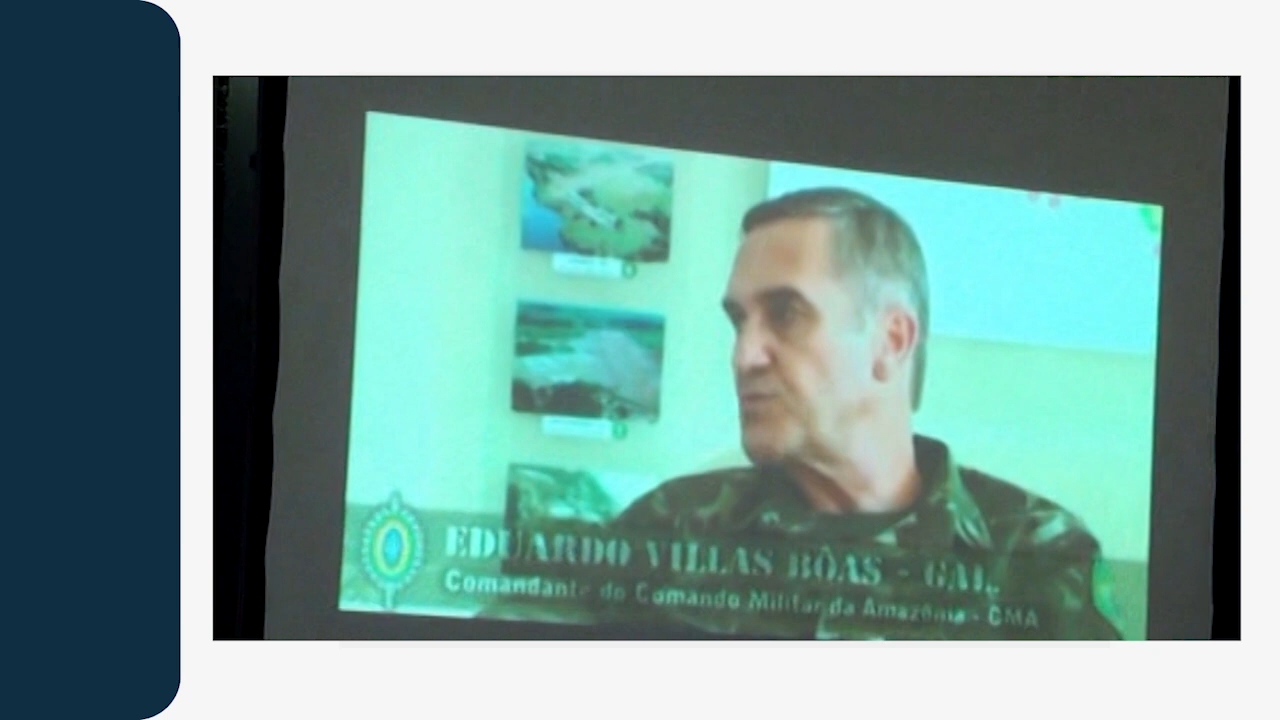 EDUARDO VILLAS BÔAS - GAL.
Comandante do Comando Militar da Amazônia - CMA